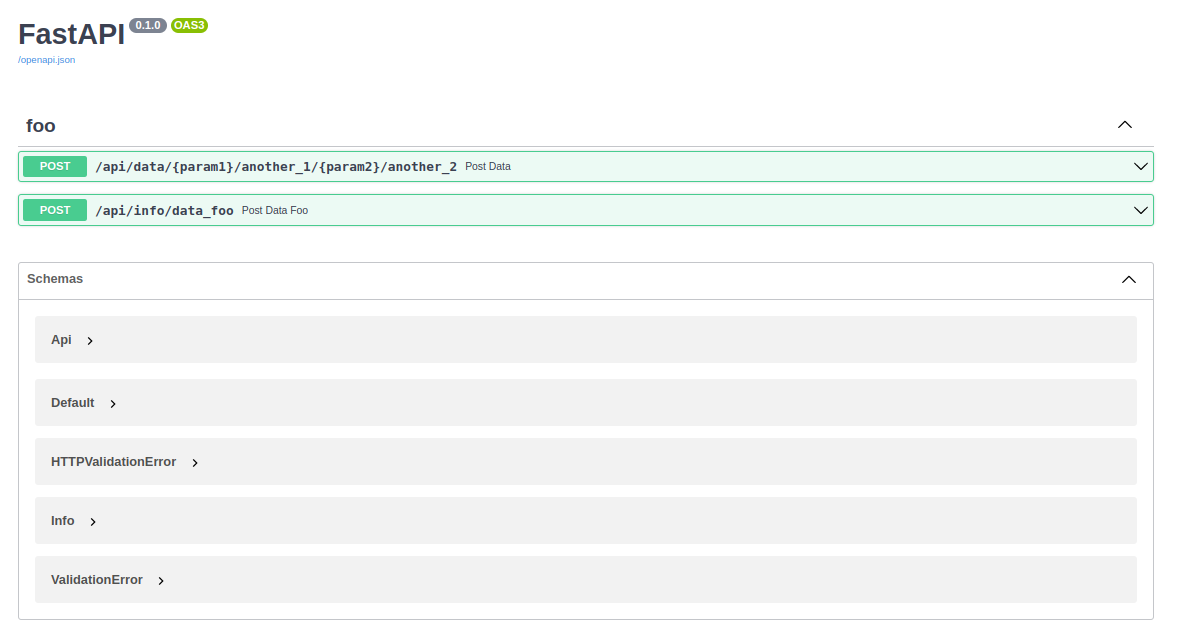 FastAPI 0.1.0 OAS3
/openapi.json
foo
POST /api/data/{param1}/another_1/{param2}/another_2 Post Data
POST /api/info/data_foo Post Data Foo
Schemas
Api
Default
HTTPValidationError
Info
ValidationError